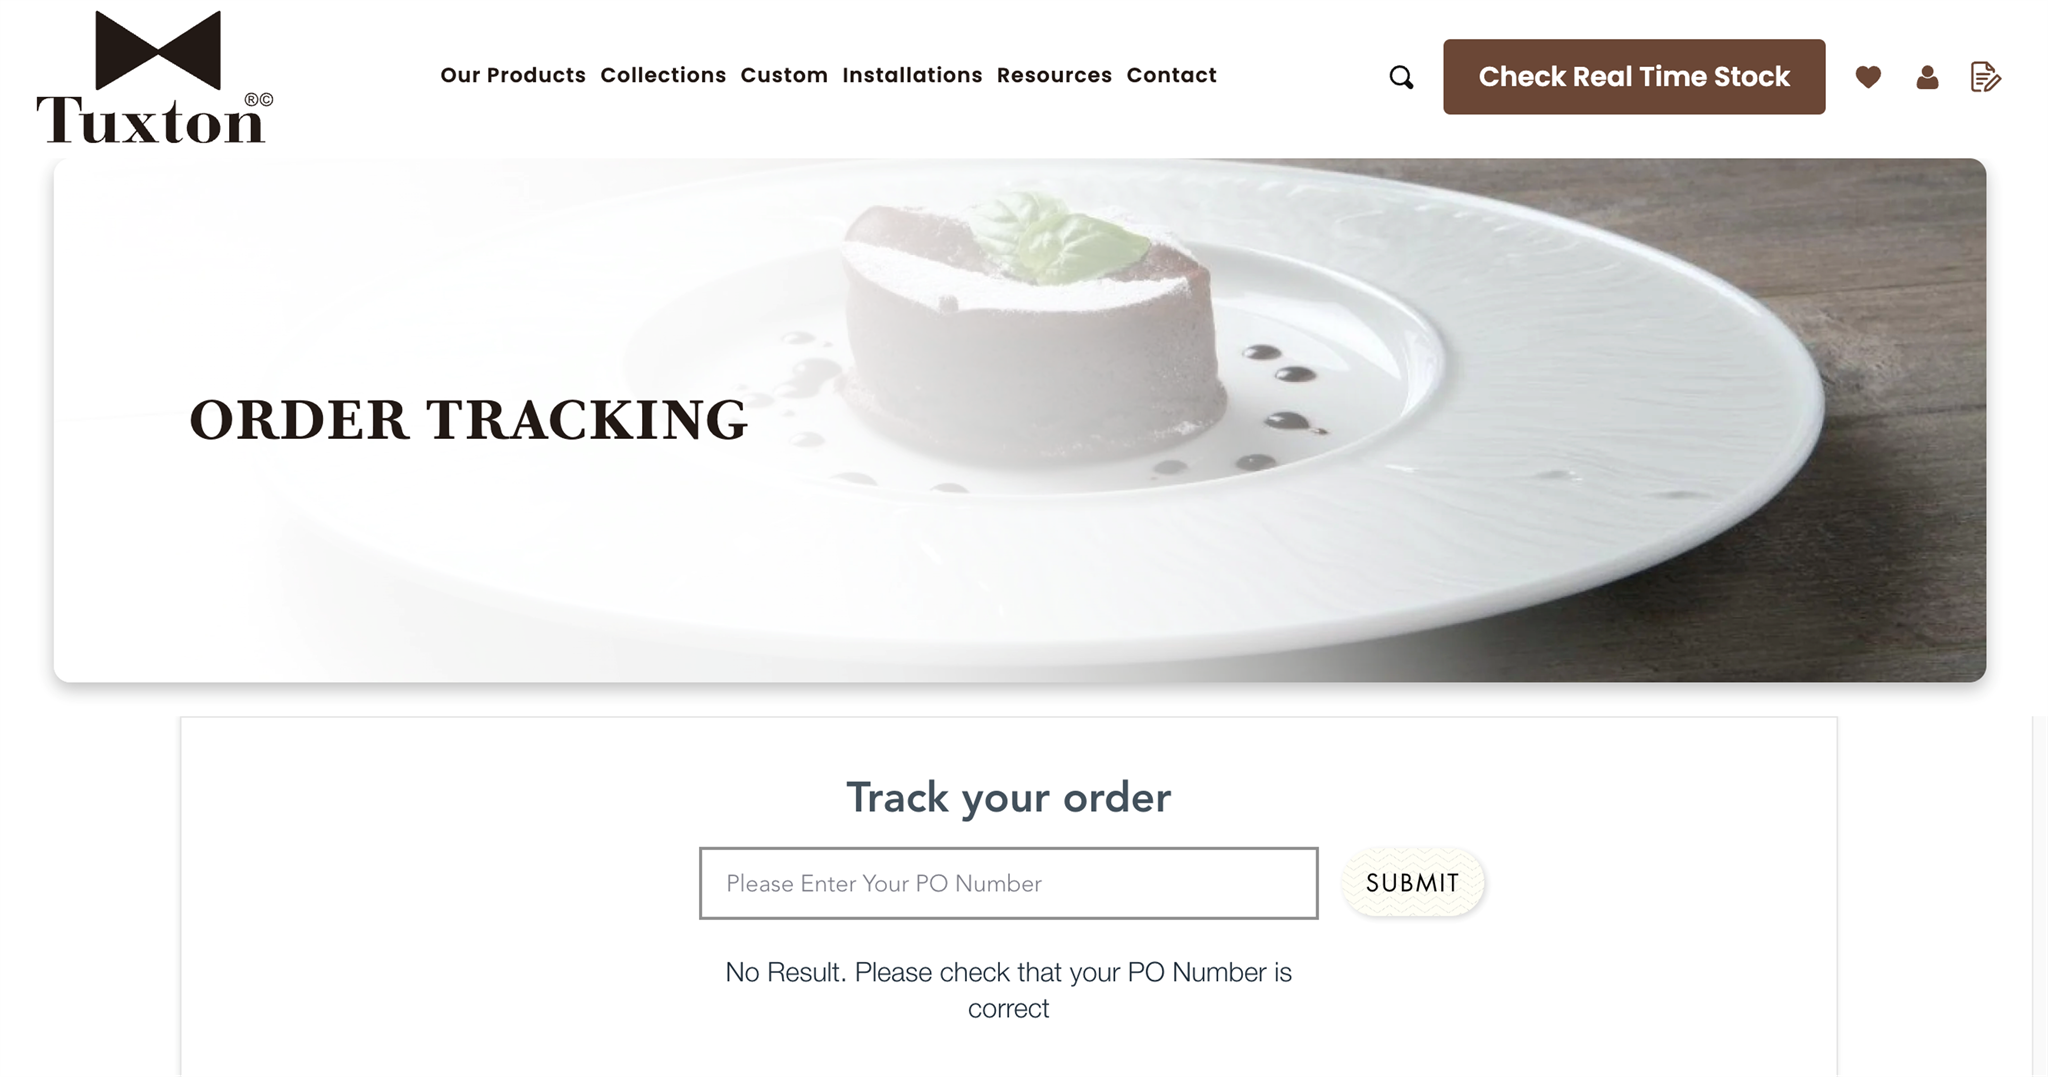 Tuxton®©
Our Products Collections Custom Installations Resources Contact
Check Real Time Stock
ORDER TRACKING
Track your order
Please Enter Your PO Number
SUBMIT
No Result. Please check that your PO Number is
correct